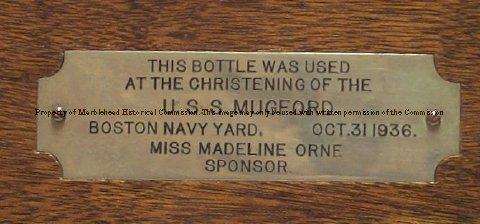 THIS BOTTLE WAS USED
AT THE CHRISTENING OF THE
U.S.S. MUGFORD
Property of Marblehead Historical Commission. This image may only be used with written permission of the Commission
BOSTON NAVY YARD. OCT.31 1936.
MISS MADELINE ORNE
SPONSOR